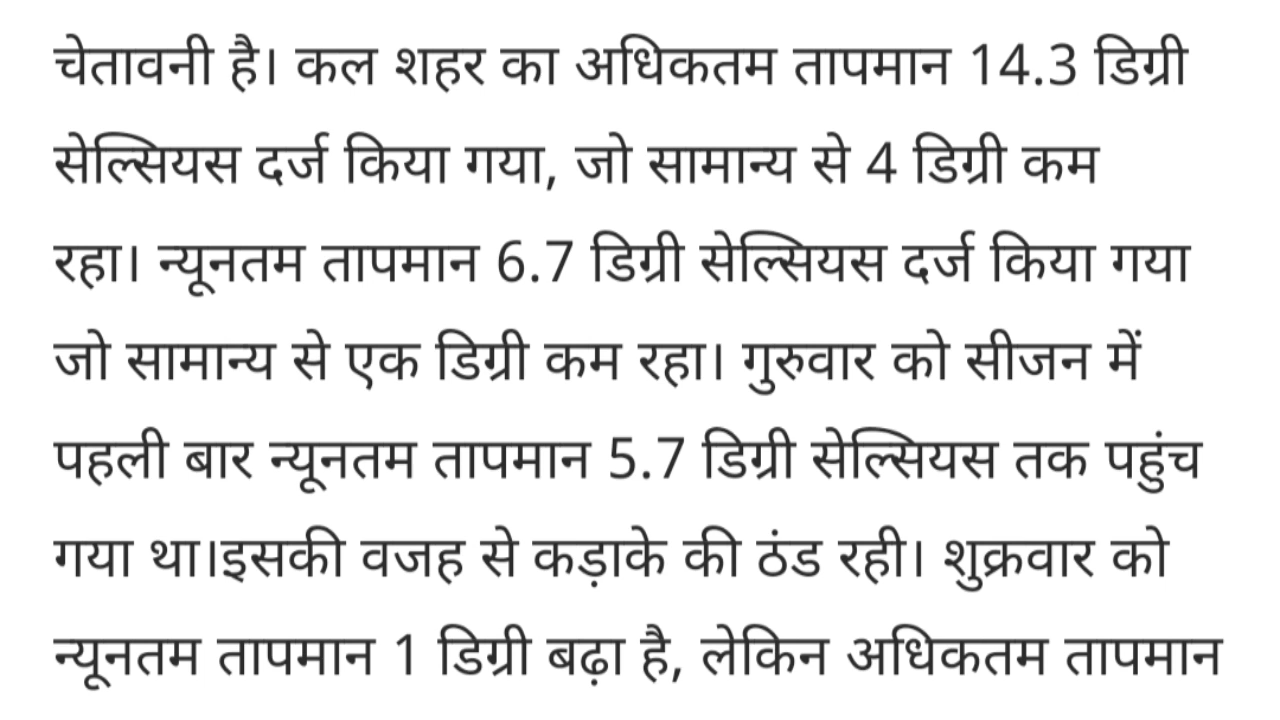 चेतावनी है। कल शहर का अधिकतम तापमान 14.3 डिग्री
सेल्सियस दर्ज किया गया, जो सामान्य से 4 डिग्री कम
रहा। न्यूनतम तापमान 6.7 डिग्री सेल्सियस दर्ज किया गया
जो सामान्य से एक डिग्री कम रहा। गुरुवार को सीजन में
पहली बार न्यूनतम तापमान 5.7 डिग्री सेल्सियस तक पहुंच
गया था।इसकी वजह से कड़ाके की ठंड रही। शुक्रवार को
न्यूनतम तापमान 1 डिग्री बढ़ा है, लेकिन अधिकतम तापमान